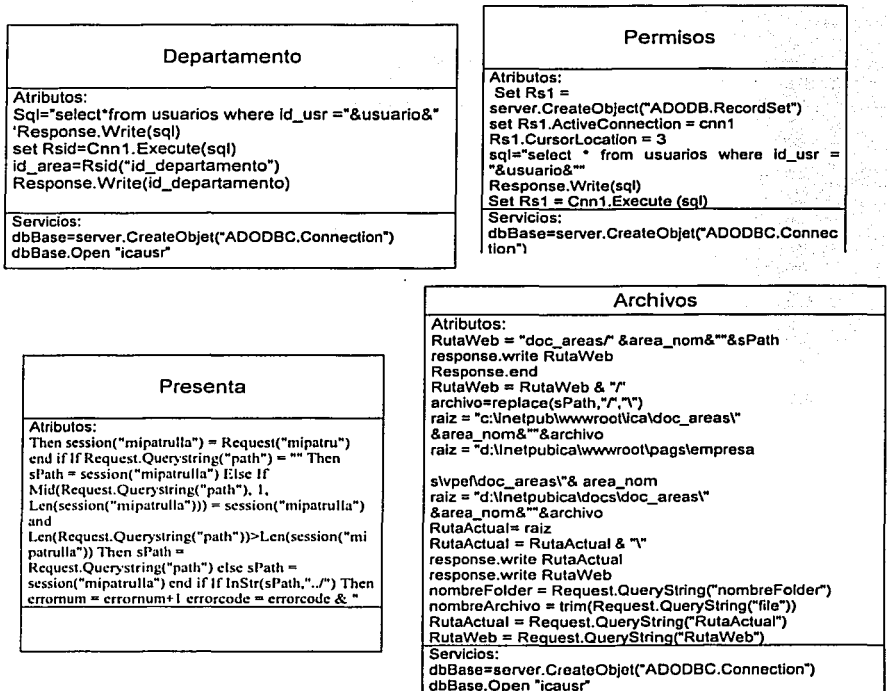 Departamento
Atributos:
Sql="select*from usuarios where id_usr ="&usuario&"
'Response.Write(sql)
set Rsid=Cnn1.Execute(sql)
id_area=Rsid("id_departamento")
Response.Write(id_departamento)
Servicios:
dbBase=server.CreateObjet("ADODBC.Connection")
dbBase.Open "icausr"
Permisos
Atributos:
Set Rs1 =
server.CreateObject("ADODB.RecordSet")
set Rs1.ActiveConnection = cnn1
Rs1.CursorLocation = 3
sql="select * from usuarios where id_usr =
"&usuario&""
Response.Write(sql)
Set Rs1 = Cnn1.Execute (sql)
Servicios:
dbBase=server.CreateObjet("ADODBC.Connec
tion")
Presenta
Atributos:
Then session("mipatrulla") = Request("mipatru")
end if If Request.Querystring("path") = "" Then
sPath = session("mipatrulla") Else If
Mid(Request.Querystring("path"), 1,
Len(session("mipatrulla"))) = session("mipatrulla")
and
Len(Request.Querystring("path"))>Len(session("mi
patrulla")) Then sPath =
Request.Querystring("path") else sPath =
session("mipatrulla") end if If InStr(sPath,"../") Then
errornum = errornum+1 errorcode = errorcode & "
Archivos
Atributos:
RutaWeb = "doc_areas/" &area_nom&""&sPath
response.write RutaWeb
Response.end
RutaWeb = RutaWeb & "/"
archivo=replace(sPath,"/","\")
raiz = "c:\Inetpub\wwwroot\ica\doc_areas\"
&area_nom&""&archivo
raiz = "d:\Inetpubica\wwwroot\pags\empresa
s\vpef\doc_areas\"& area_nom
raiz = "d:\Inetpubica\docs\doc_areas\"
&area_nom&""&archivo
RutaActual= raiz
RutaActual = RutaActual & "\"
response.write RutaActual
response.write RutaWeb
nombreFolder = Request.QueryString("nombreFolder")
nombreArchivo = trim(Request.QueryString("file"))
RutaActual = Request.QueryString("RutaActual")
RutaWeb = Request.QueryString("RutaWeb")
Servicios:
dbBase=server.CreateObjet("ADODBC.Connection")
dbBase.Open "icausr"